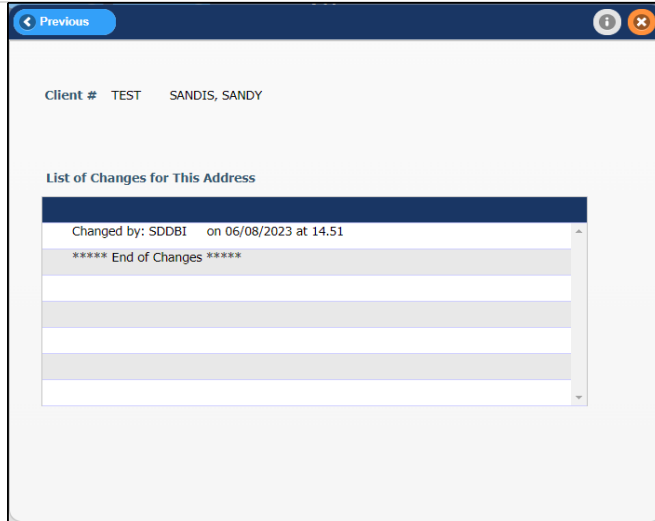 Previous
Client # TEST SANDIS, SANDY
List of Changes for This Address
Changed by: SDDBI on 06/08/2023 at 14.51
***** End of Changes *****